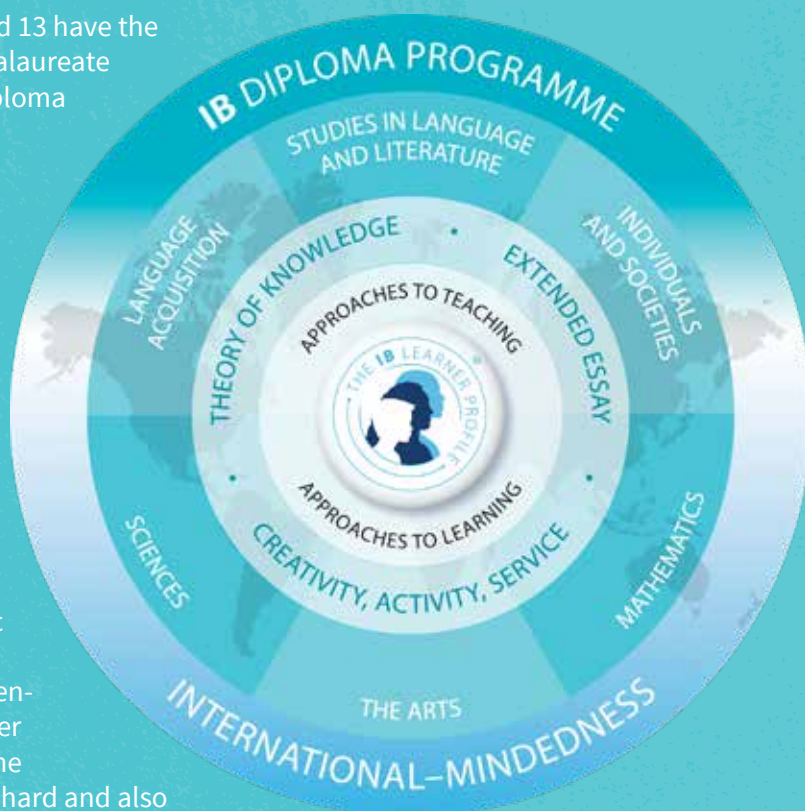 d 13 have the
alaureate
ploma
IB DIPLOMA PROGRAMME
STUDIES IN LANGUAGE
AND LITERATURE
LANGUAGE
ACQUISITION
INDIVIDUALS
AND SOCIETIES
THEORY OF KNOWLEDGE
•
EXTENDED ESSAY
APPROACHES TO TEACHING
• THE IB LEARNER PROFILE •
®
APPROACHES TO LEARNING
•
CREATIVITY, ACTIVITY, SERVICE
•
SCIENCES
MATHEMATICS
THE ARTS
INTERNATIONAL–MINDEDNESS
t
en-
er
ne
hard and also